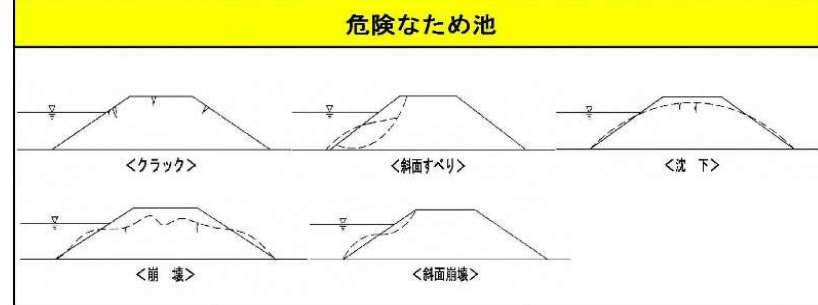 危険なため池
<クラック>
<斜面すべり>
<沈 下>
<崩 壊>
<斜面崩壊>